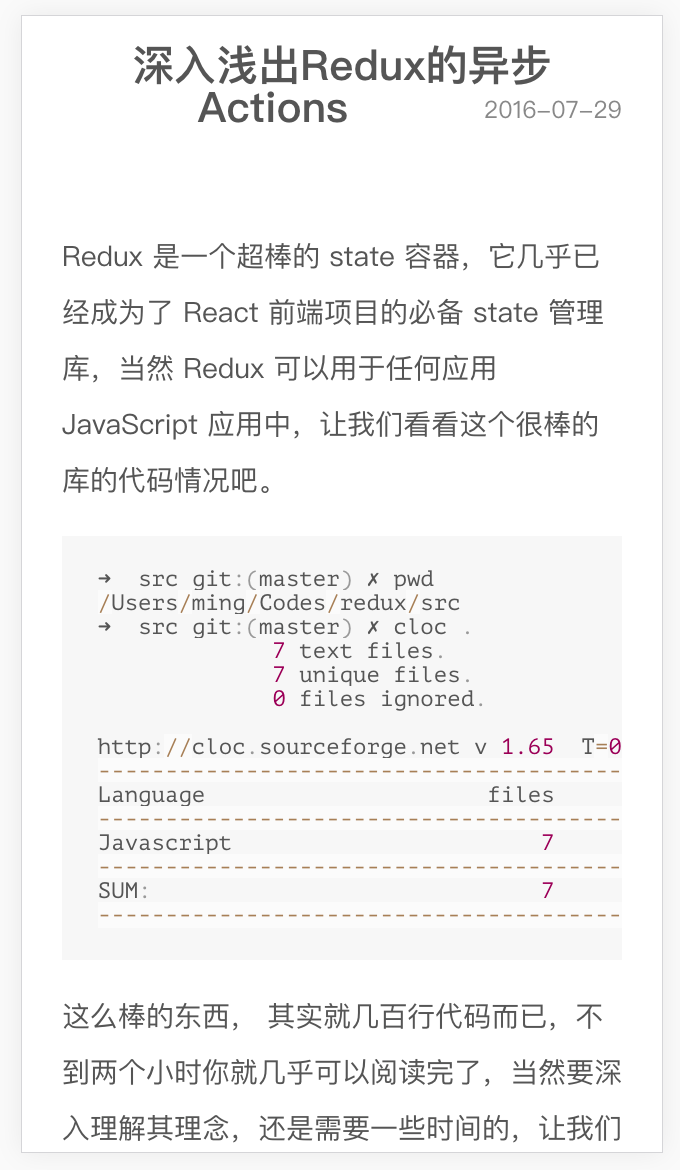 深入浅出Redux的异步
Actions
2016-07-29
Redux 是一个超棒的 state 容器，它几乎已
经成为了 React 前端项目的必备 state 管理
库，当然 Redux 可以用于任何应用
JavaScript 应用中，让我们看看这个很棒的
库的代码情况吧。
➜  src git:(master) ✗ pwd
/Users/ming/Codes/redux/src
➜  src git:(master) ✗ cloc .
7 text files.
7 unique files.
0 files ignored.
http://cloc.sourceforge.net v 1.65  T=0
---------------------------------------
Language                     files
---------------------------------------
Javascript                       7
---------------------------------------
SUM:                             7
---------------------------------------
这么棒的东西， 其实就几百行代码而已，不
到两个小时你就几乎可以阅读完了，当然要深
入理解其理念，还是需要一些时间的，让我们